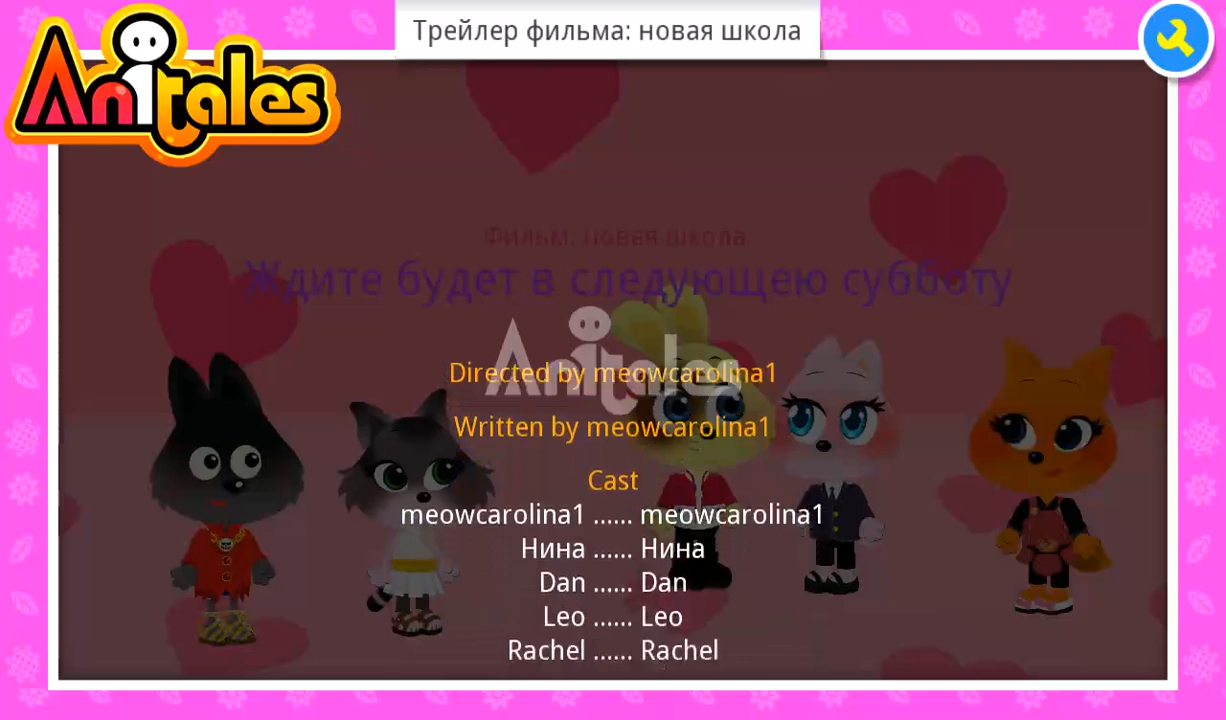 Трейлер фильма: новая школа
Anitales
Фильм: новая школа
Ждите будет в следующею субботу
Anitales
Directed by meowcarolina1
Written by meowcarolina1
Cast
meowcarolina1 ...... meowcarolina1
Нина ...... Нина
Dan ...... Dan
Leo ...... Leo
Rachel ...... Rachel